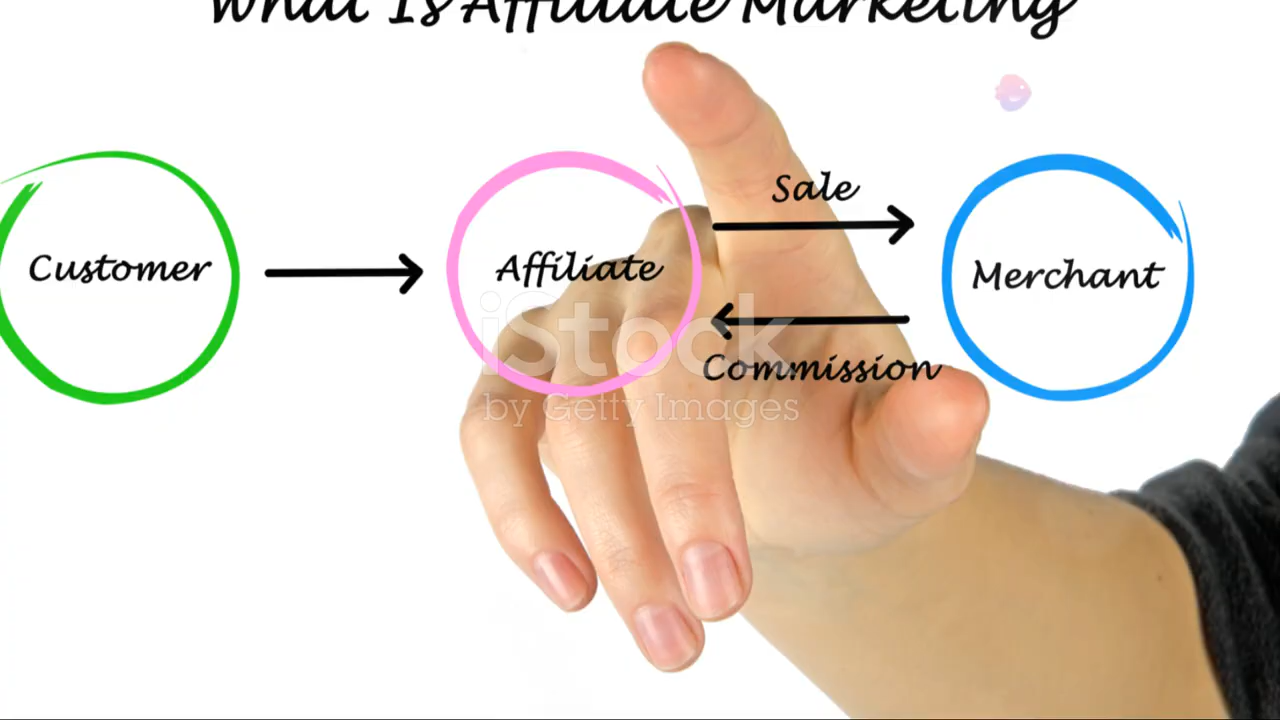 What Is Affiliate Marketing
Sale
Customer
Affiliate
Merchant
Commission
iStock
by Getty Images